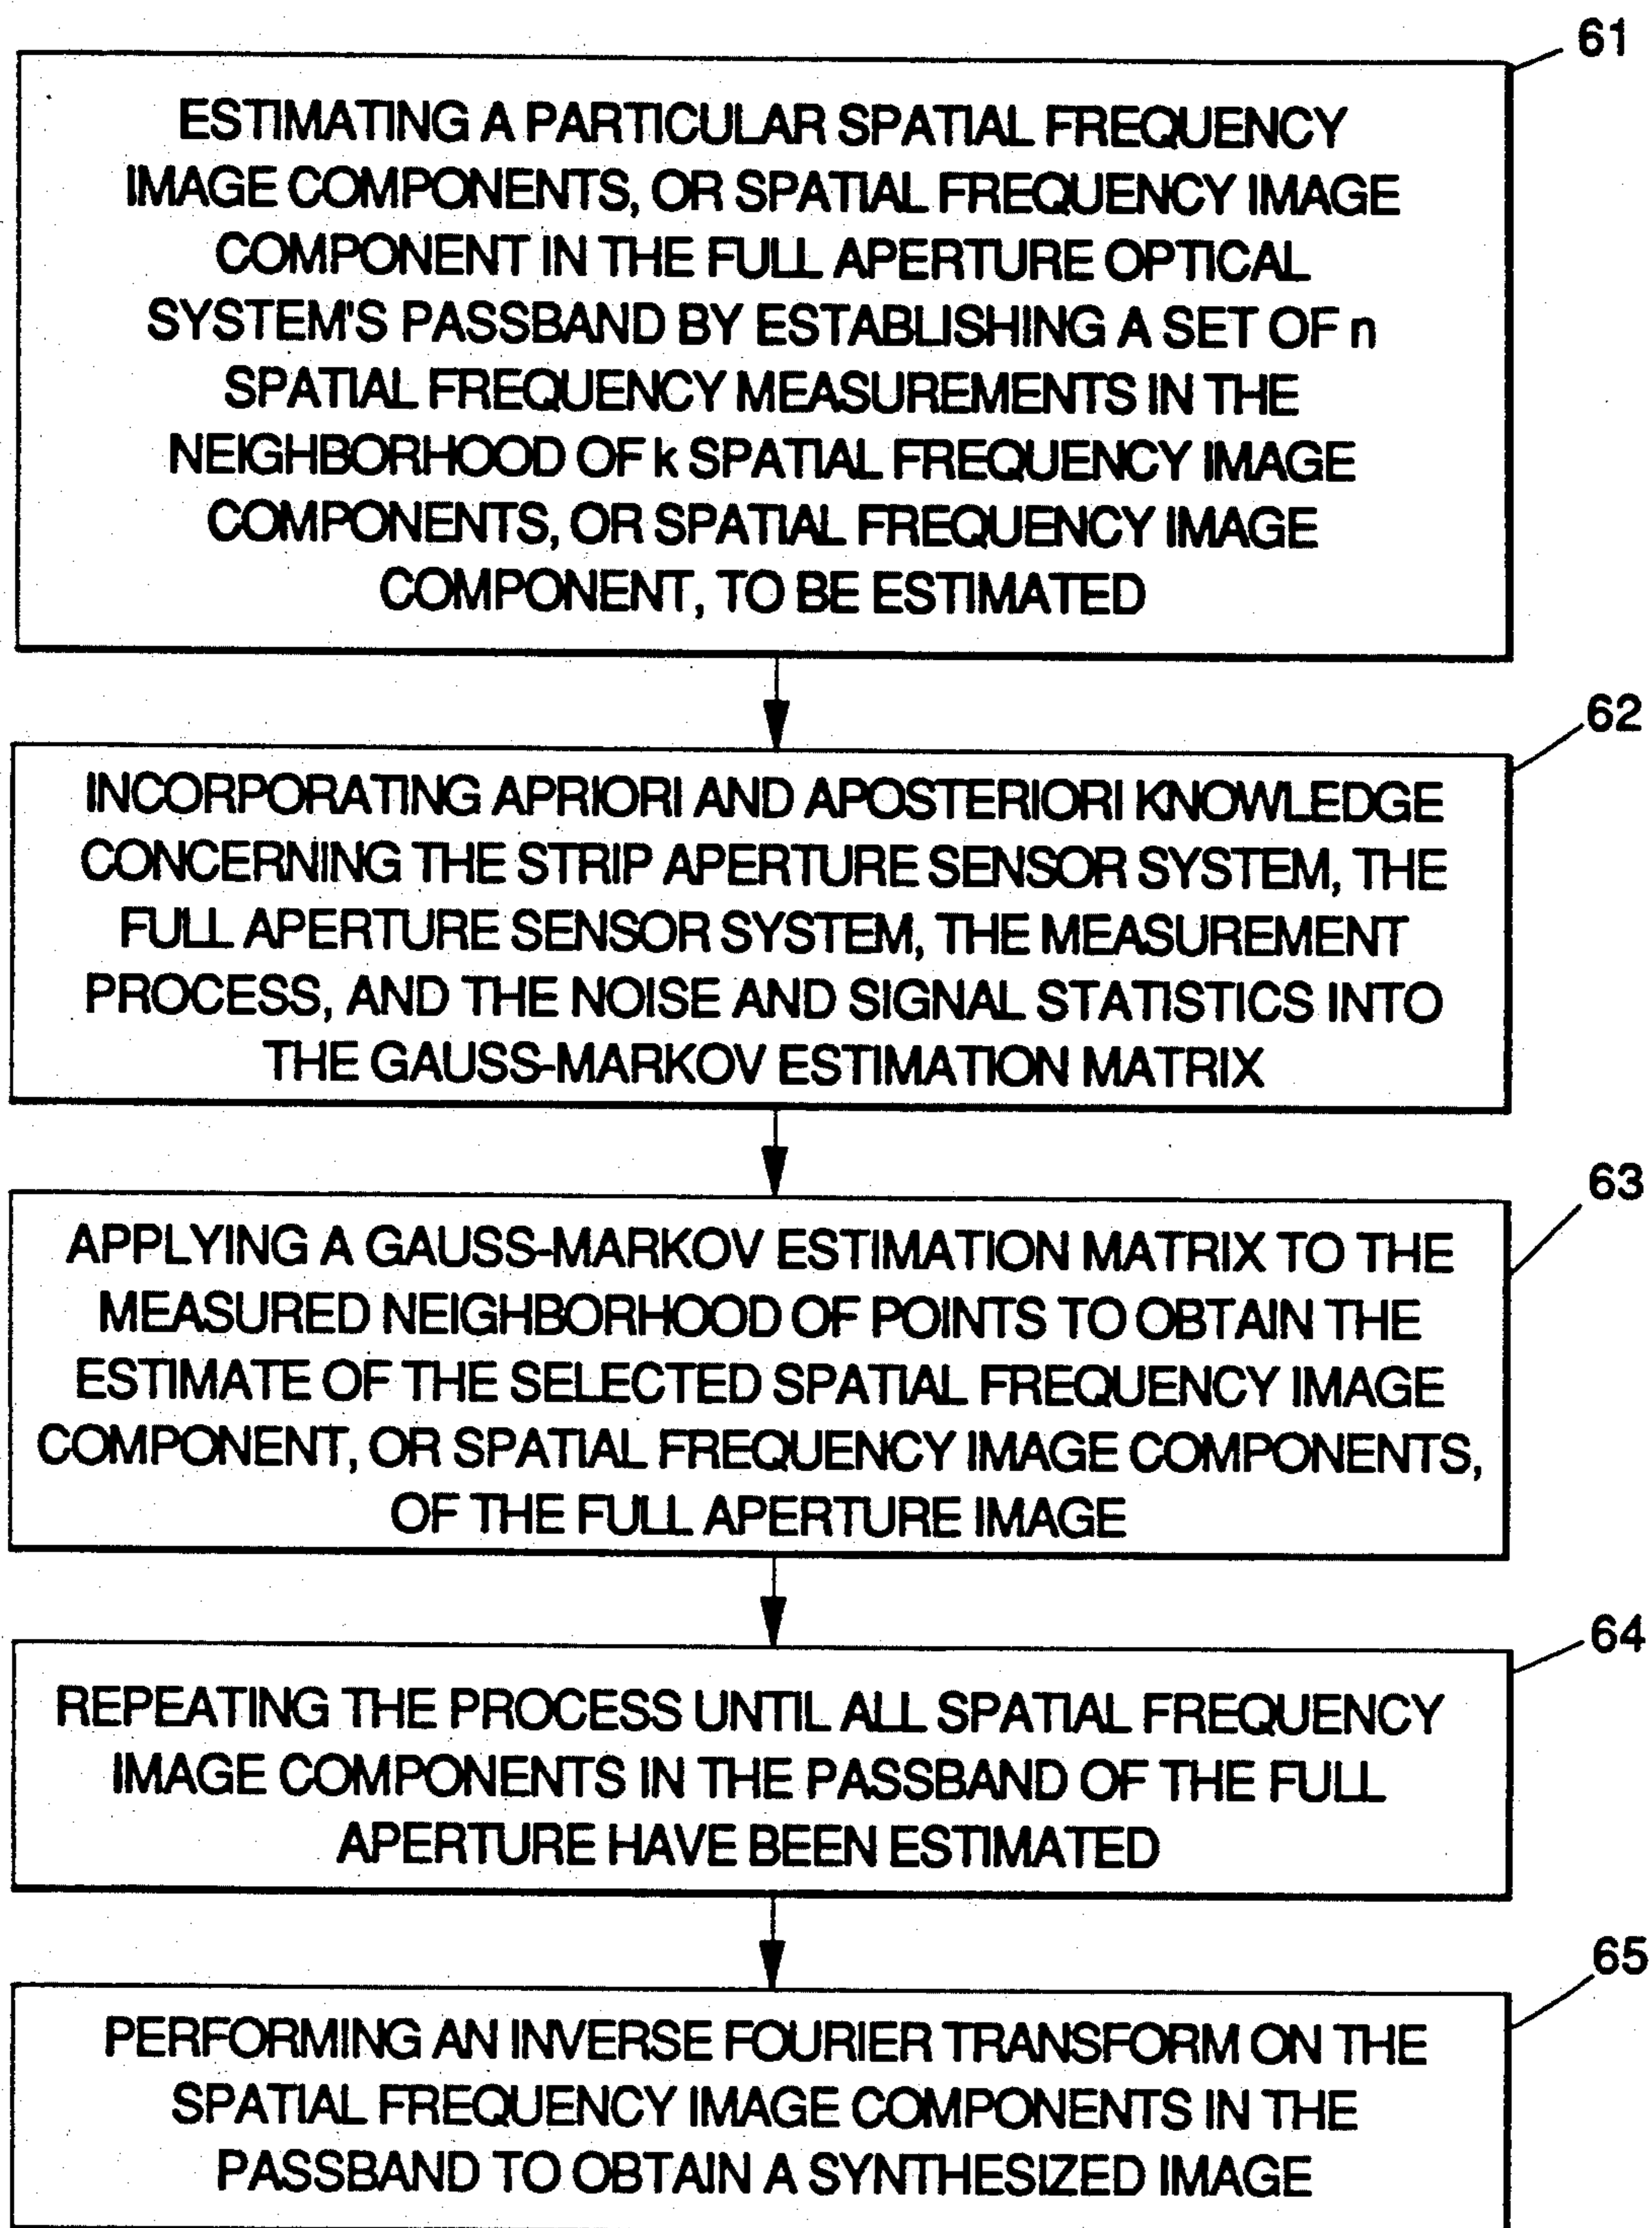 61
ESTIMATING A PARTICULAR SPATIAL FREQUENCY
IMAGE COMPONENTS, OR SPATIAL FREQUENCY IMAGE
COMPONENT IN THE FULL APERTURE OPTICAL
SYSTEM'S PASSBAND BY ESTABLISHING A SET OF n
SPATIAL FREQUENCY MEASUREMENTS IN THE
NEIGHBORHOOD OF k SPATIAL FREQUENCY IMAGE
COMPONENTS, OR SPATIAL FREQUENCY IMAGE
COMPONENT, TO BE ESTIMATED
62
INCORPORATING APRIORI AND APOSTERIORI KNOWLEDGE
CONCERNING THE STRIP APERTURE SENSOR SYSTEM, THE
FULL APERTURE SENSOR SYSTEM, THE MEASUREMENT
PROCESS, AND THE NOISE AND SIGNAL STATISTICS INTO
THE GAUSS-MARKOV ESTIMATION MATRIX
63
APPLYING A GAUSS-MARKOV ESTIMATION MATRIX TO THE
MEASURED NEIGHBORHOOD OF POINTS TO OBTAIN THE
ESTIMATE OF THE SELECTED SPATIAL FREQUENCY IMAGE
COMPONENT, OR SPATIAL FREQUENCY IMAGE COMPONENTS,
OF THE FULL APERTURE IMAGE
64
REPEATING THE PROCESS UNTIL ALL SPATIAL FREQUENCY
IMAGE COMPONENTS IN THE PASSBAND OF THE FULL
APERTURE HAVE BEEN ESTIMATED
65
PERFORMING AN INVERSE FOURIER TRANSFORM ON THE
SPATIAL FREQUENCY IMAGE COMPONENTS IN THE
PASSBAND TO OBTAIN A SYNTHESIZED IMAGE